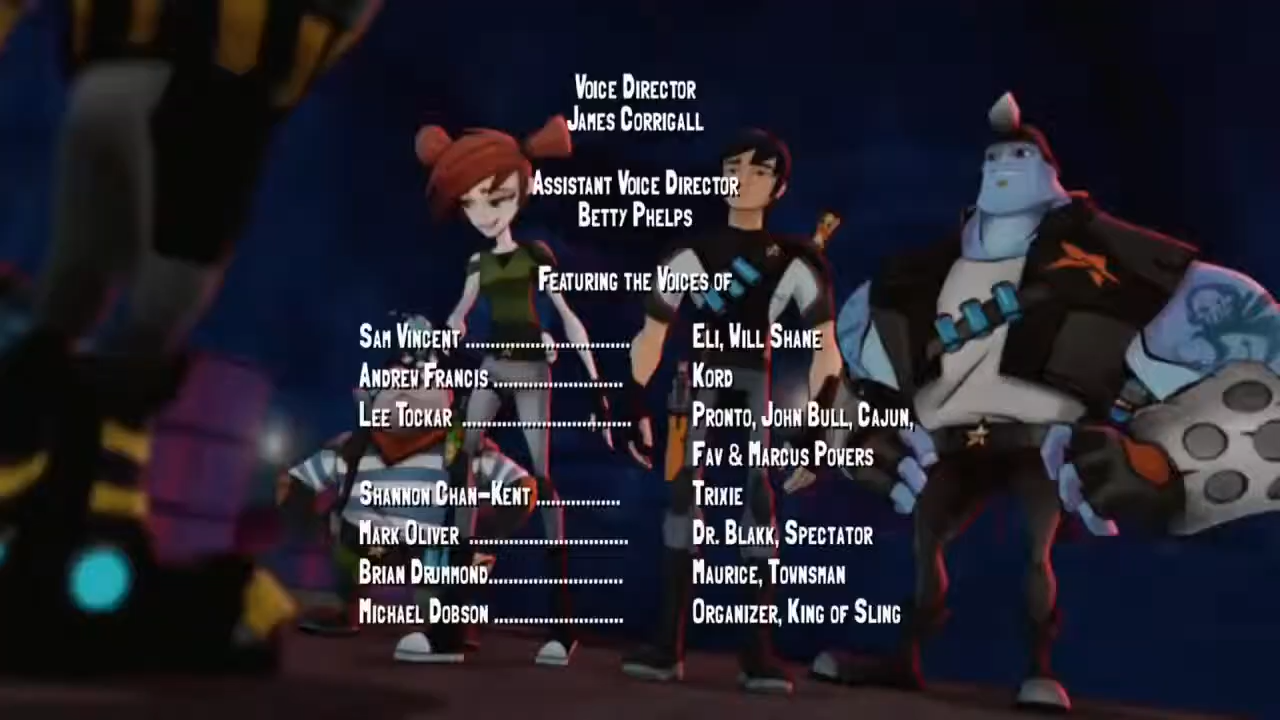 Voice Director
James Corrigall
Assistant Voice Director
Betty Phelps
Featuring the Voices of
Sam Vincent ................................ Eli, Will Shane
Andrew Francis ......................... Kord
Lee Tockar ................................. Pronto, John Bull, Cajun,
Fav & Marcus Powers
Shannon Chan-Kent ................ Trixie
Mark Oliver ............................... Dr. Blakk, Spectator
Brian Drummond.......................... Maurice, Townsman
Michael Dobson ......................... Organizer, King of Sling